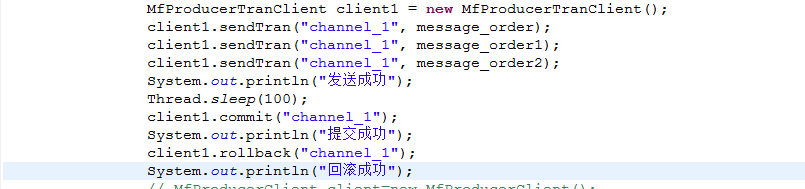 MfProducerTranClient client1 = new MfProducerTranClient();
client1.sendTran("channel_1", message_order);
client1.sendTran("channel_1", message_order1);
client1.sendTran("channel_1", message_order2);
System.out.println("发送成功");
Thread.sleep(100);
client1.commit("channel_1");
System.out.println("提交成功");
client1.rollback("channel_1");
System.out.println("回滚成功");
// MfProducerClient client=new MfProducerClient();